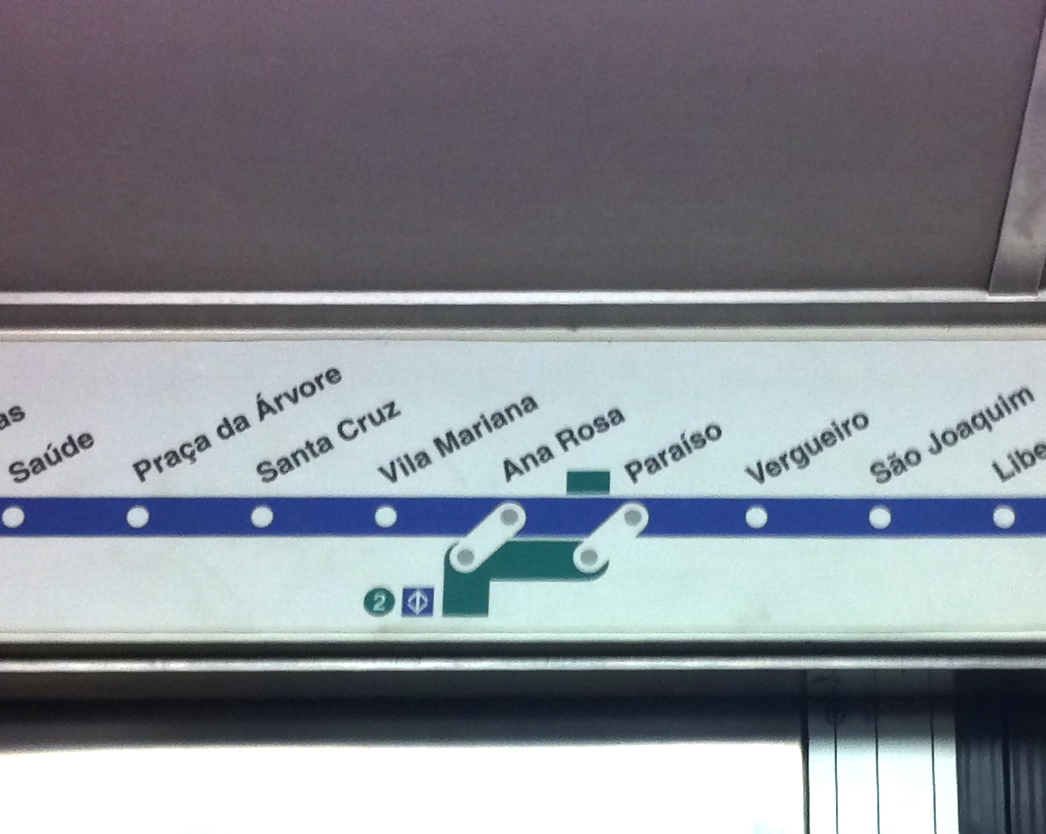 Saúde
Praça da Árvore
Santa Cruz
Vila Mariana
Ana Rosa
Paraíso
Vergueiro
São Joaquim
2